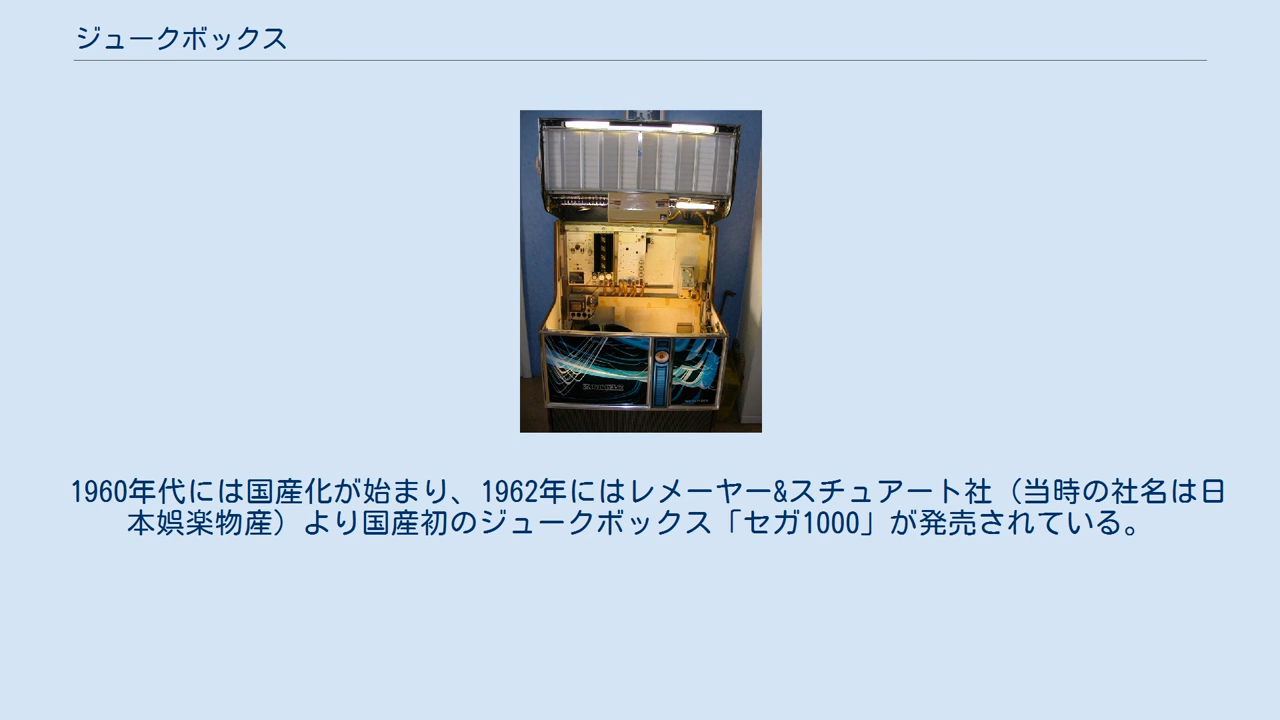 ジュークボックス
1960年代には国産化が始まり、1962年にはレメーヤー&スチュアート社（当時の社名は日
本娯楽物産）より国産初のジュークボックス「セガ1000」が発売されている。